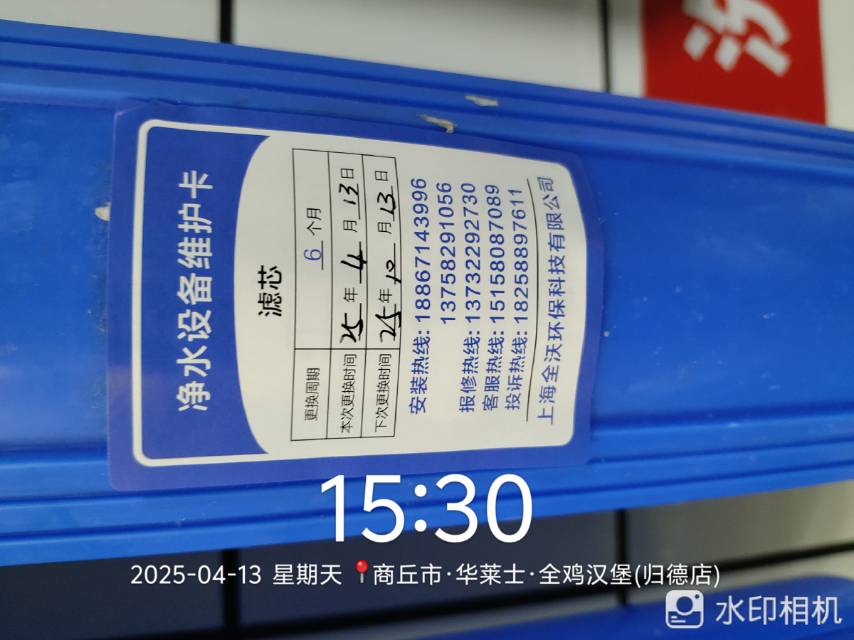 净水设备维护卡
滤芯
更换周期 6 个月
本次更换时间 25 年 4 月 13 日
下次更换时间 25 年 10 月 13 日
安装热线: 18867143996
13758291056
报修热线: 13732292730
客服热线: 15158087089
投诉热线: 18258897611
上海全沃环保科技有限公司
15:30
2025-04-13 星期天 商丘市·华莱士·全鸡汉堡(归德店)
水印相机